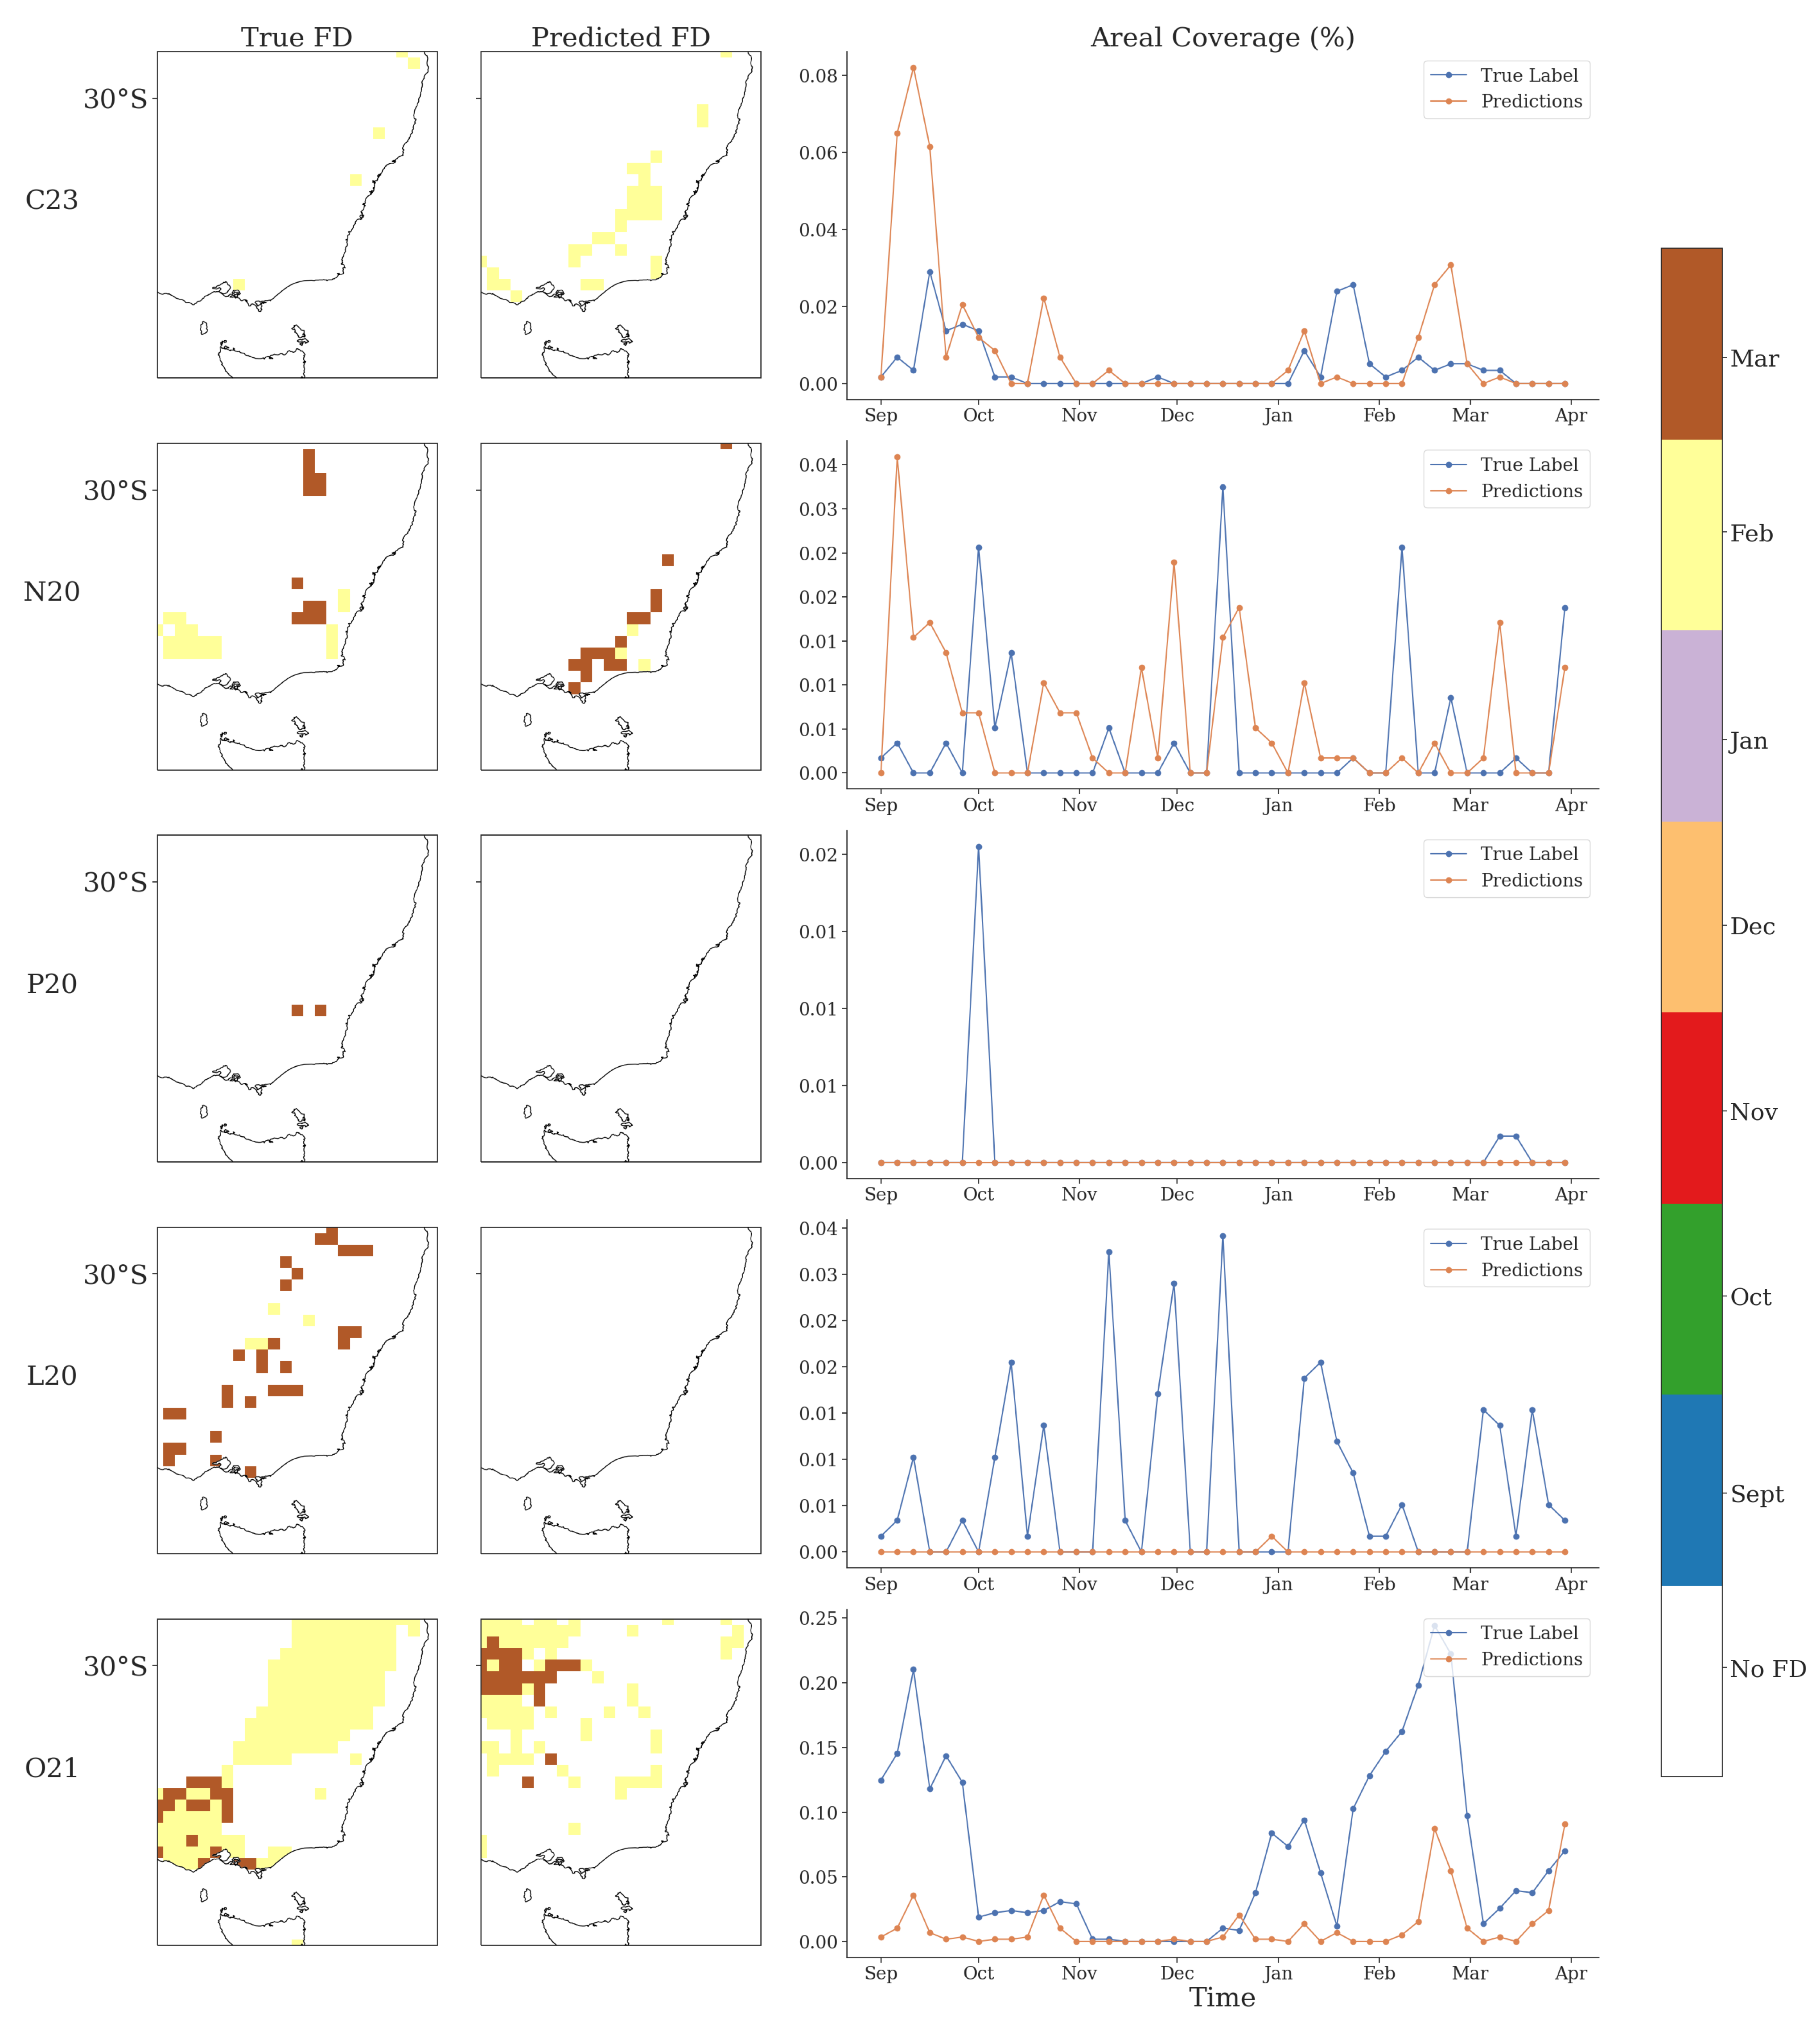 True FD Predicted FD Areal Coverage (%)
C23
30°S
0.08
0.06
0.04
0.02
0.00
True Label
Predictions
Sep Oct Nov Dec Jan Feb Mar Apr
N20
30°S
0.04
0.03
0.02
0.02
0.01
0.01
0.01
0.00
True Label
Predictions
Sep Oct Nov Dec Jan Feb Mar Apr
P20
30°S
0.02
0.01
0.01
0.01
0.00
True Label
Predictions
Sep Oct Nov Dec Jan Feb Mar Apr
L20
30°S
0.04
0.03
0.02
0.02
0.01
0.01
0.01
0.00
True Label
Predictions
Sep Oct Nov Dec Jan Feb Mar Apr
O21
30°S
0.25
0.20
0.15
0.10
0.05
0.00
True Label
Predictions
Sep Oct Nov Dec Jan Feb Mar Apr
Time
Mar
Feb
Jan
Dec
Nov
Oct
Sept
No FD